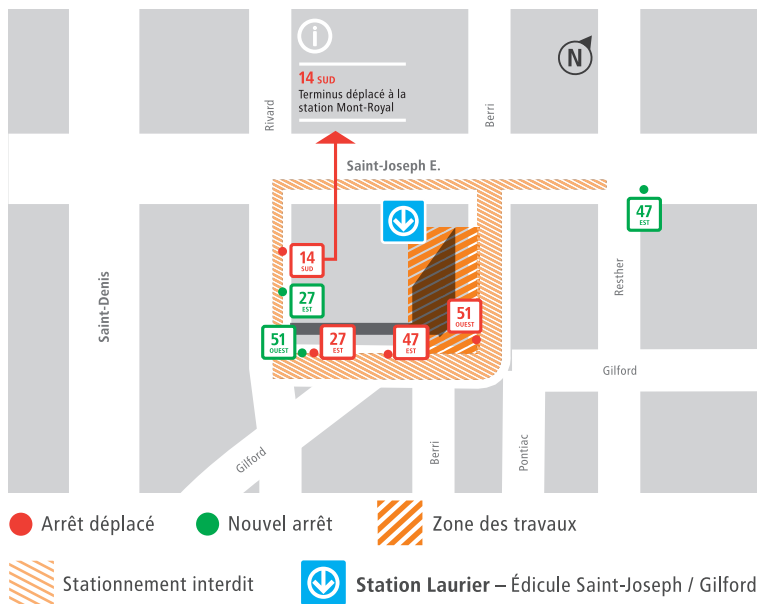 i
14 SUD
Terminus déplacé à la
station Mont-Royal
N
Rivard
Berri
Saint-Joseph E.
47
EST
14
SUD
27
EST
51
OUEST
51
OUEST
27
EST
47
EST
Saint-Denis
Resther
Gilford
Gilford
Berri
Pontiac
Arrêt déplacé
Nouvel arrêt
Zone des travaux
Stationnement interdit
Station Laurier – Édicule Saint-Joseph / Gilford